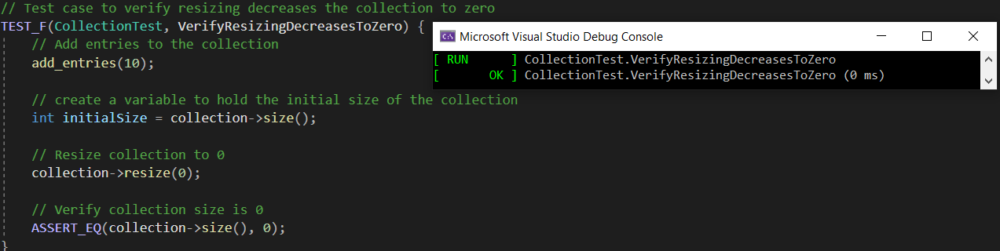 // Test case to verify resizing decreases the collection to zero
TEST_F(CollectionTest, VerifyResizingDecreasesToZero) {
    // Add entries to the collection
    add_entries(10);

    // create a variable to hold the initial size of the collection
    int initialSize = collection->size();

    // Resize collection to 0
    collection->resize(0);

    // Verify collection size is 0
    ASSERT_EQ(collection->size(), 0);
}
C:\ Microsoft Visual Studio Debug Console
[ RUN      ] CollectionTest.VerifyResizingDecreasesToZero
[       OK ] CollectionTest.VerifyResizingDecreasesToZero (0 ms)